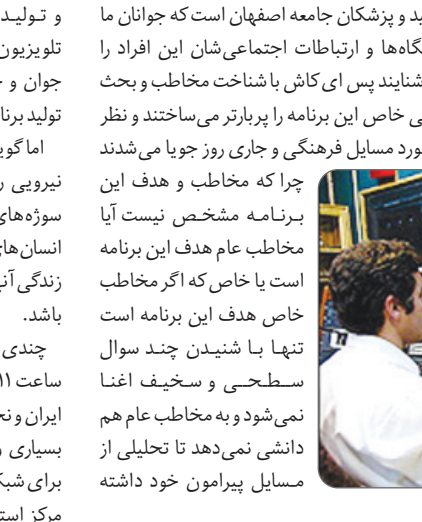 ید و پزشکان جامعه اصفهان است که جوانان ما
گاه‌ها و ارتباطات اجتماعی‌شان این افراد را
شنایند پس ای کاش با شناخت مخاطب و بحث
ی خاص این برنامه را پربارتر می‌ساختند و نظر
ورد مسایل فرهنگی و جاری روز جویا می‌شدند
چرا که مخاطب و هدف این
برنامه مشخص نیست آیا
مخاطب عام هدف این برنامه
است یا خاص که اگر مخاطب
خاص هدف این برنامه است
تنها با شنیدن چند سوال
سطحی و سخیف اغنا
نمی‌شود و به مخاطب عام هم
دانشی نمی‌دهد تا تحلیلی از
مسایل پیرامون خود داشته
و تولید
تلویزیون
جوان و
تولید برنا
اما گوی
نیرویی ر
سوژه‌های
انسان‌های
زندگی آن
باشد.
چندی
ساعت ۱۱
ایران و نح
بسیاری و
برای شبک
مرکز است